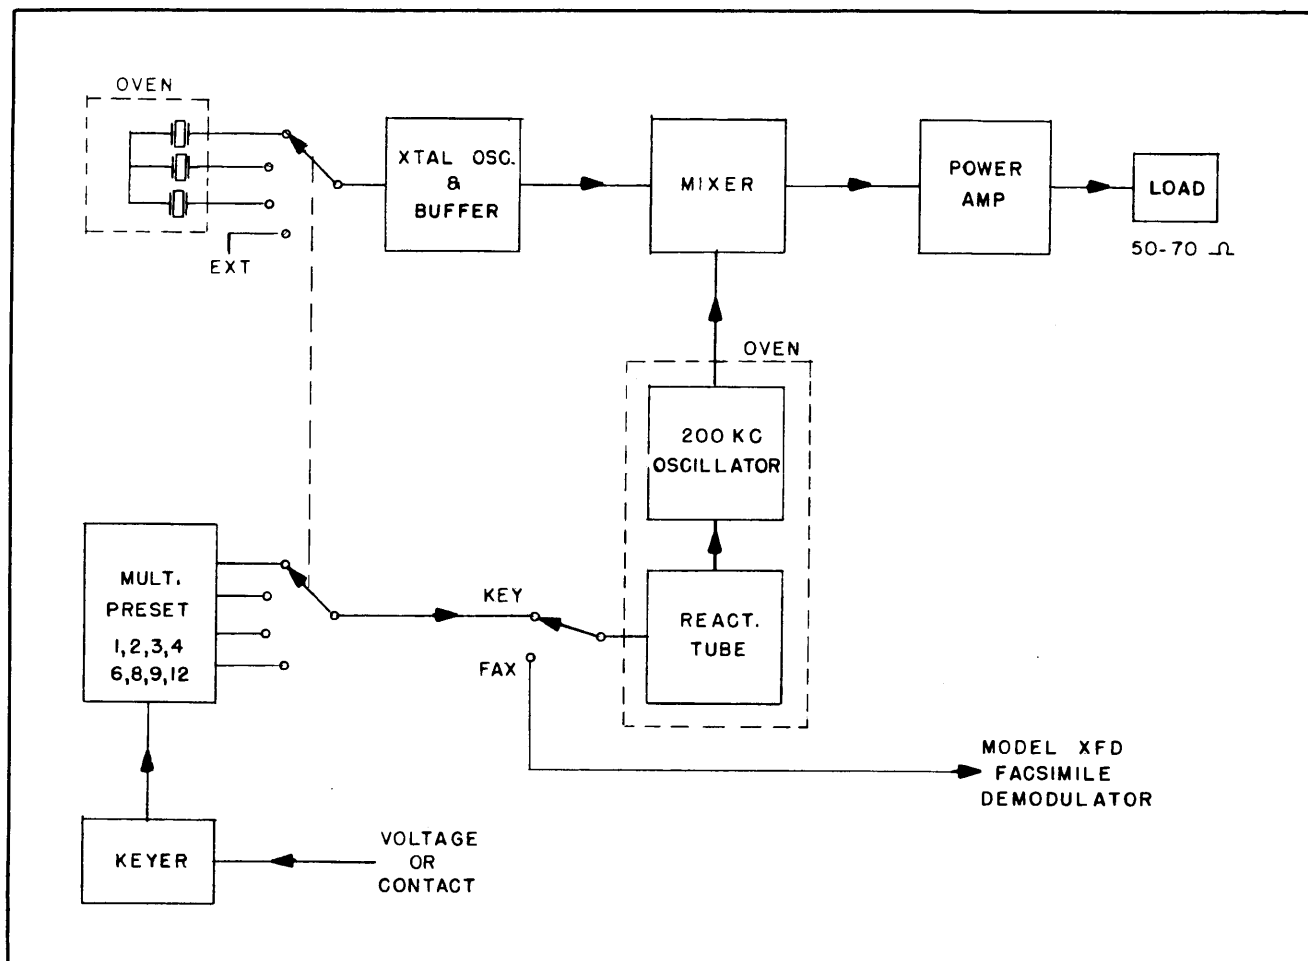 OVEN
EXT
XTAL OSC.
&
BUFFER
MIXER
POWER
AMP
LOAD
50-70 Ω
OVEN
200 KC
OSCILLATOR
MULT.
PRESET
1,2,3,4
6,8,9,12
KEY
FAX
REACT.
TUBE
MODEL XFD
FACSIMILE
DEMODULATOR
KEYER
VOLTAGE
OR
CONTACT